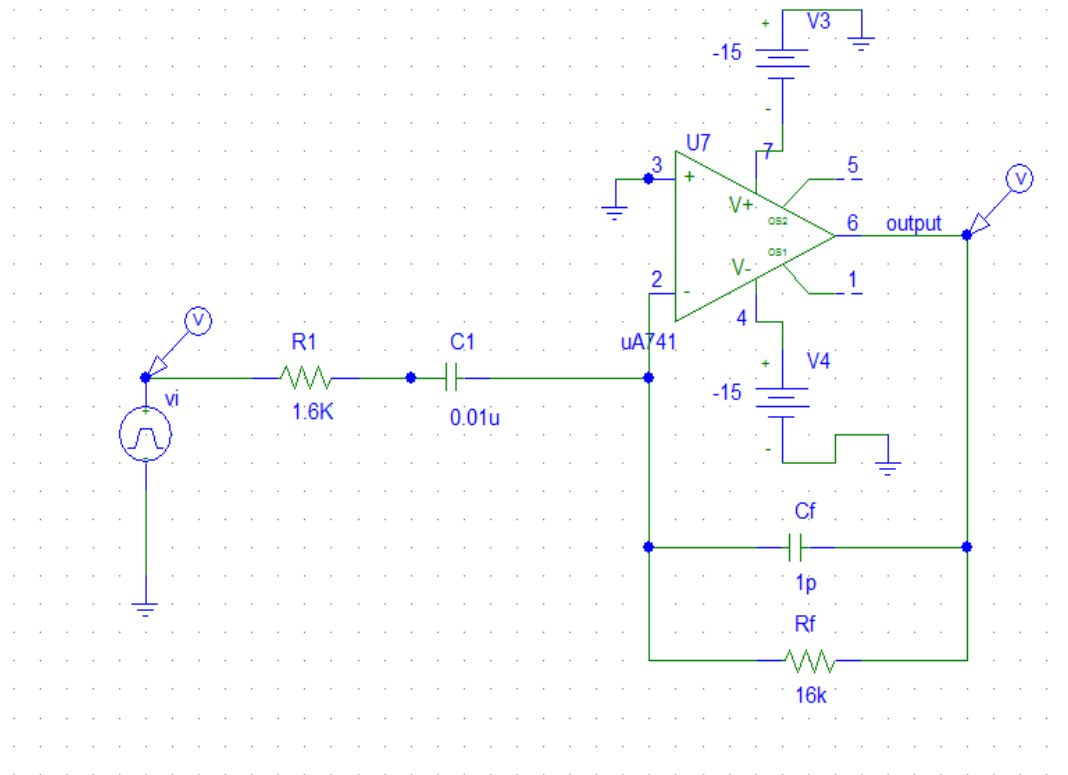 +
V3
-15
-
U7
7
3
5
+
V+
OS2
V
6
output
OS1
2
V-
1
-
4
V
uA741
R1
C1
+
V4
vi
-15
+
1.6K
0.01u
-
-
Cf
1p
Rf
16k